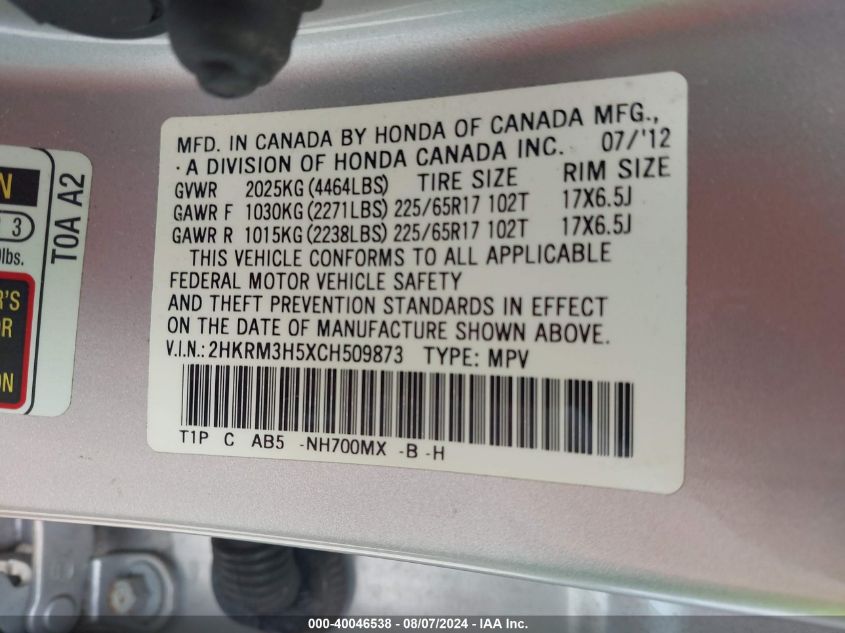 MFD. IN CANADA BY HONDA OF CANADA MFG.,
A DIVISION OF HONDA CANADA INC. 07/'12
GVWR 2025KG (4464LBS) TIRE SIZE RIM SIZE
GAWR F 1030KG (2271LBS) 225/65R17 102T 17X6.5J
GAWR R 1015KG (2238LBS) 225/65R17 102T 17X6.5J
THIS VEHICLE CONFORMS TO ALL APPLICABLE
FEDERAL MOTOR VEHICLE SAFETY
AND THEFT PREVENTION STANDARDS IN EFFECT
ON THE DATE OF MANUFACTURE SHOWN ABOVE.
V.I.N.: 2HKRM3H5XCH509873 TYPE: MPV
T1P C AB5 -NH700MX -B -H
N
3
lbs.
R'S
OR
ON
T0A A2
000-40046538 - 08/07/2024 - IAA Inc.